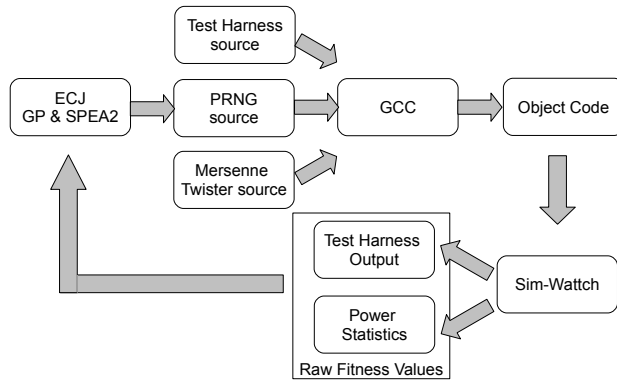 Test Harness
source
ECJ
GP & SPEA2
PRNG
source
GCC
Object Code
Mersenne
Twister source
Test Harness
Output
Sim-Wattch
Power
Statistics
Raw Fitness Values